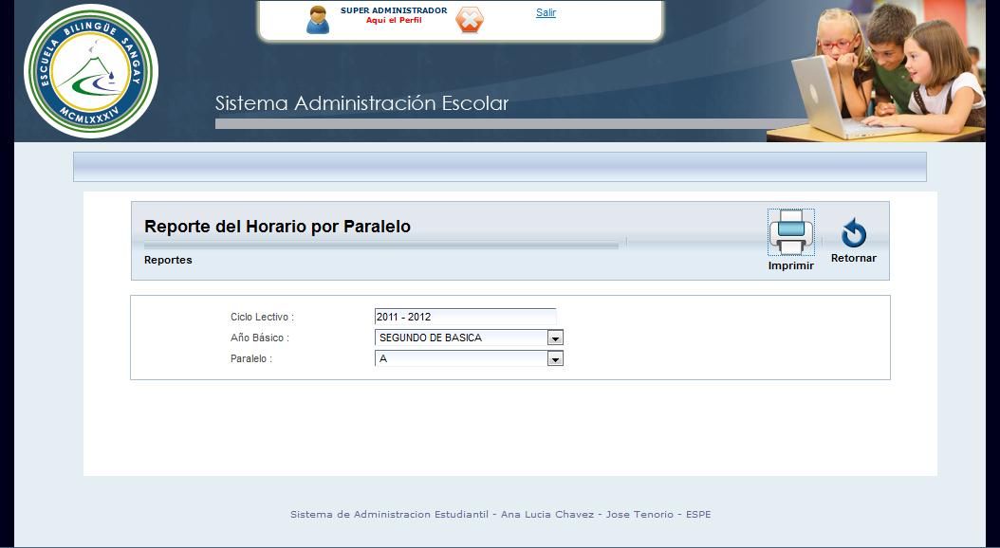 SUPER ADMINISTRADOR
Aqui el Perfil
Salir
ESCUELA BILINGÜE SANGAY
MCMLXXXIV
Sistema Administración Escolar
Reporte del Horario por Paralelo
Reportes
Imprimir
Retornar
Ciclo Lectivo :
2011 - 2012
Año Básico :
SEGUNDO DE BASICA
Paralelo :
A
Sistema de Administracion Estudiantil - Ana Lucia Chavez - Jose Tenorio - ESPE